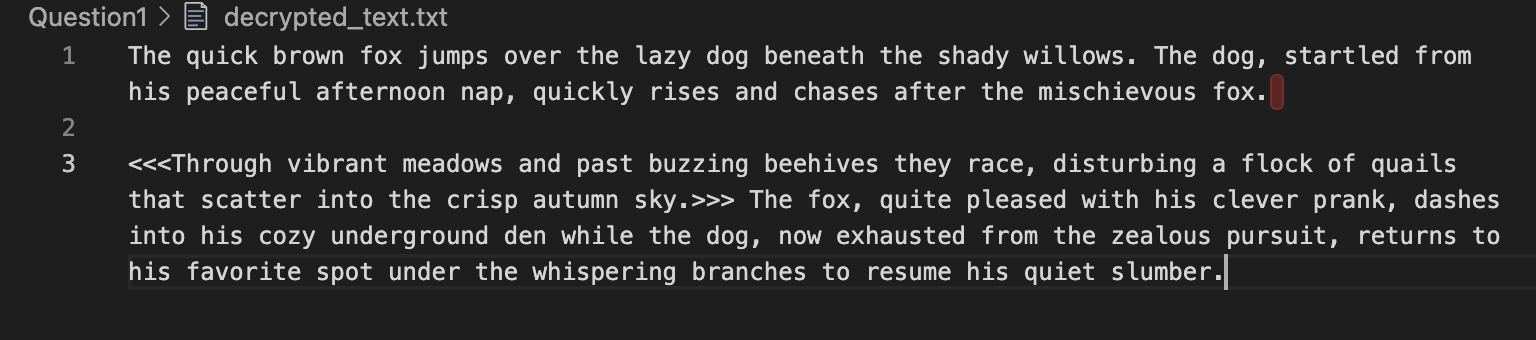 Question1 > decrypted_text.txt
1 The quick brown fox jumps over the lazy dog beneath the shady willows. The dog, startled from
his peaceful afternoon nap, quickly rises and chases after the mischievous fox.
2
3 <<<Through vibrant meadows and past buzzing beehives they race, disturbing a flock of quails
that scatter into the crisp autumn sky.>>> The fox, quite pleased with his clever prank, dashes
into his cozy underground den while the dog, now exhausted from the zealous pursuit, returns to
his favorite spot under the whispering branches to resume his quiet slumber.